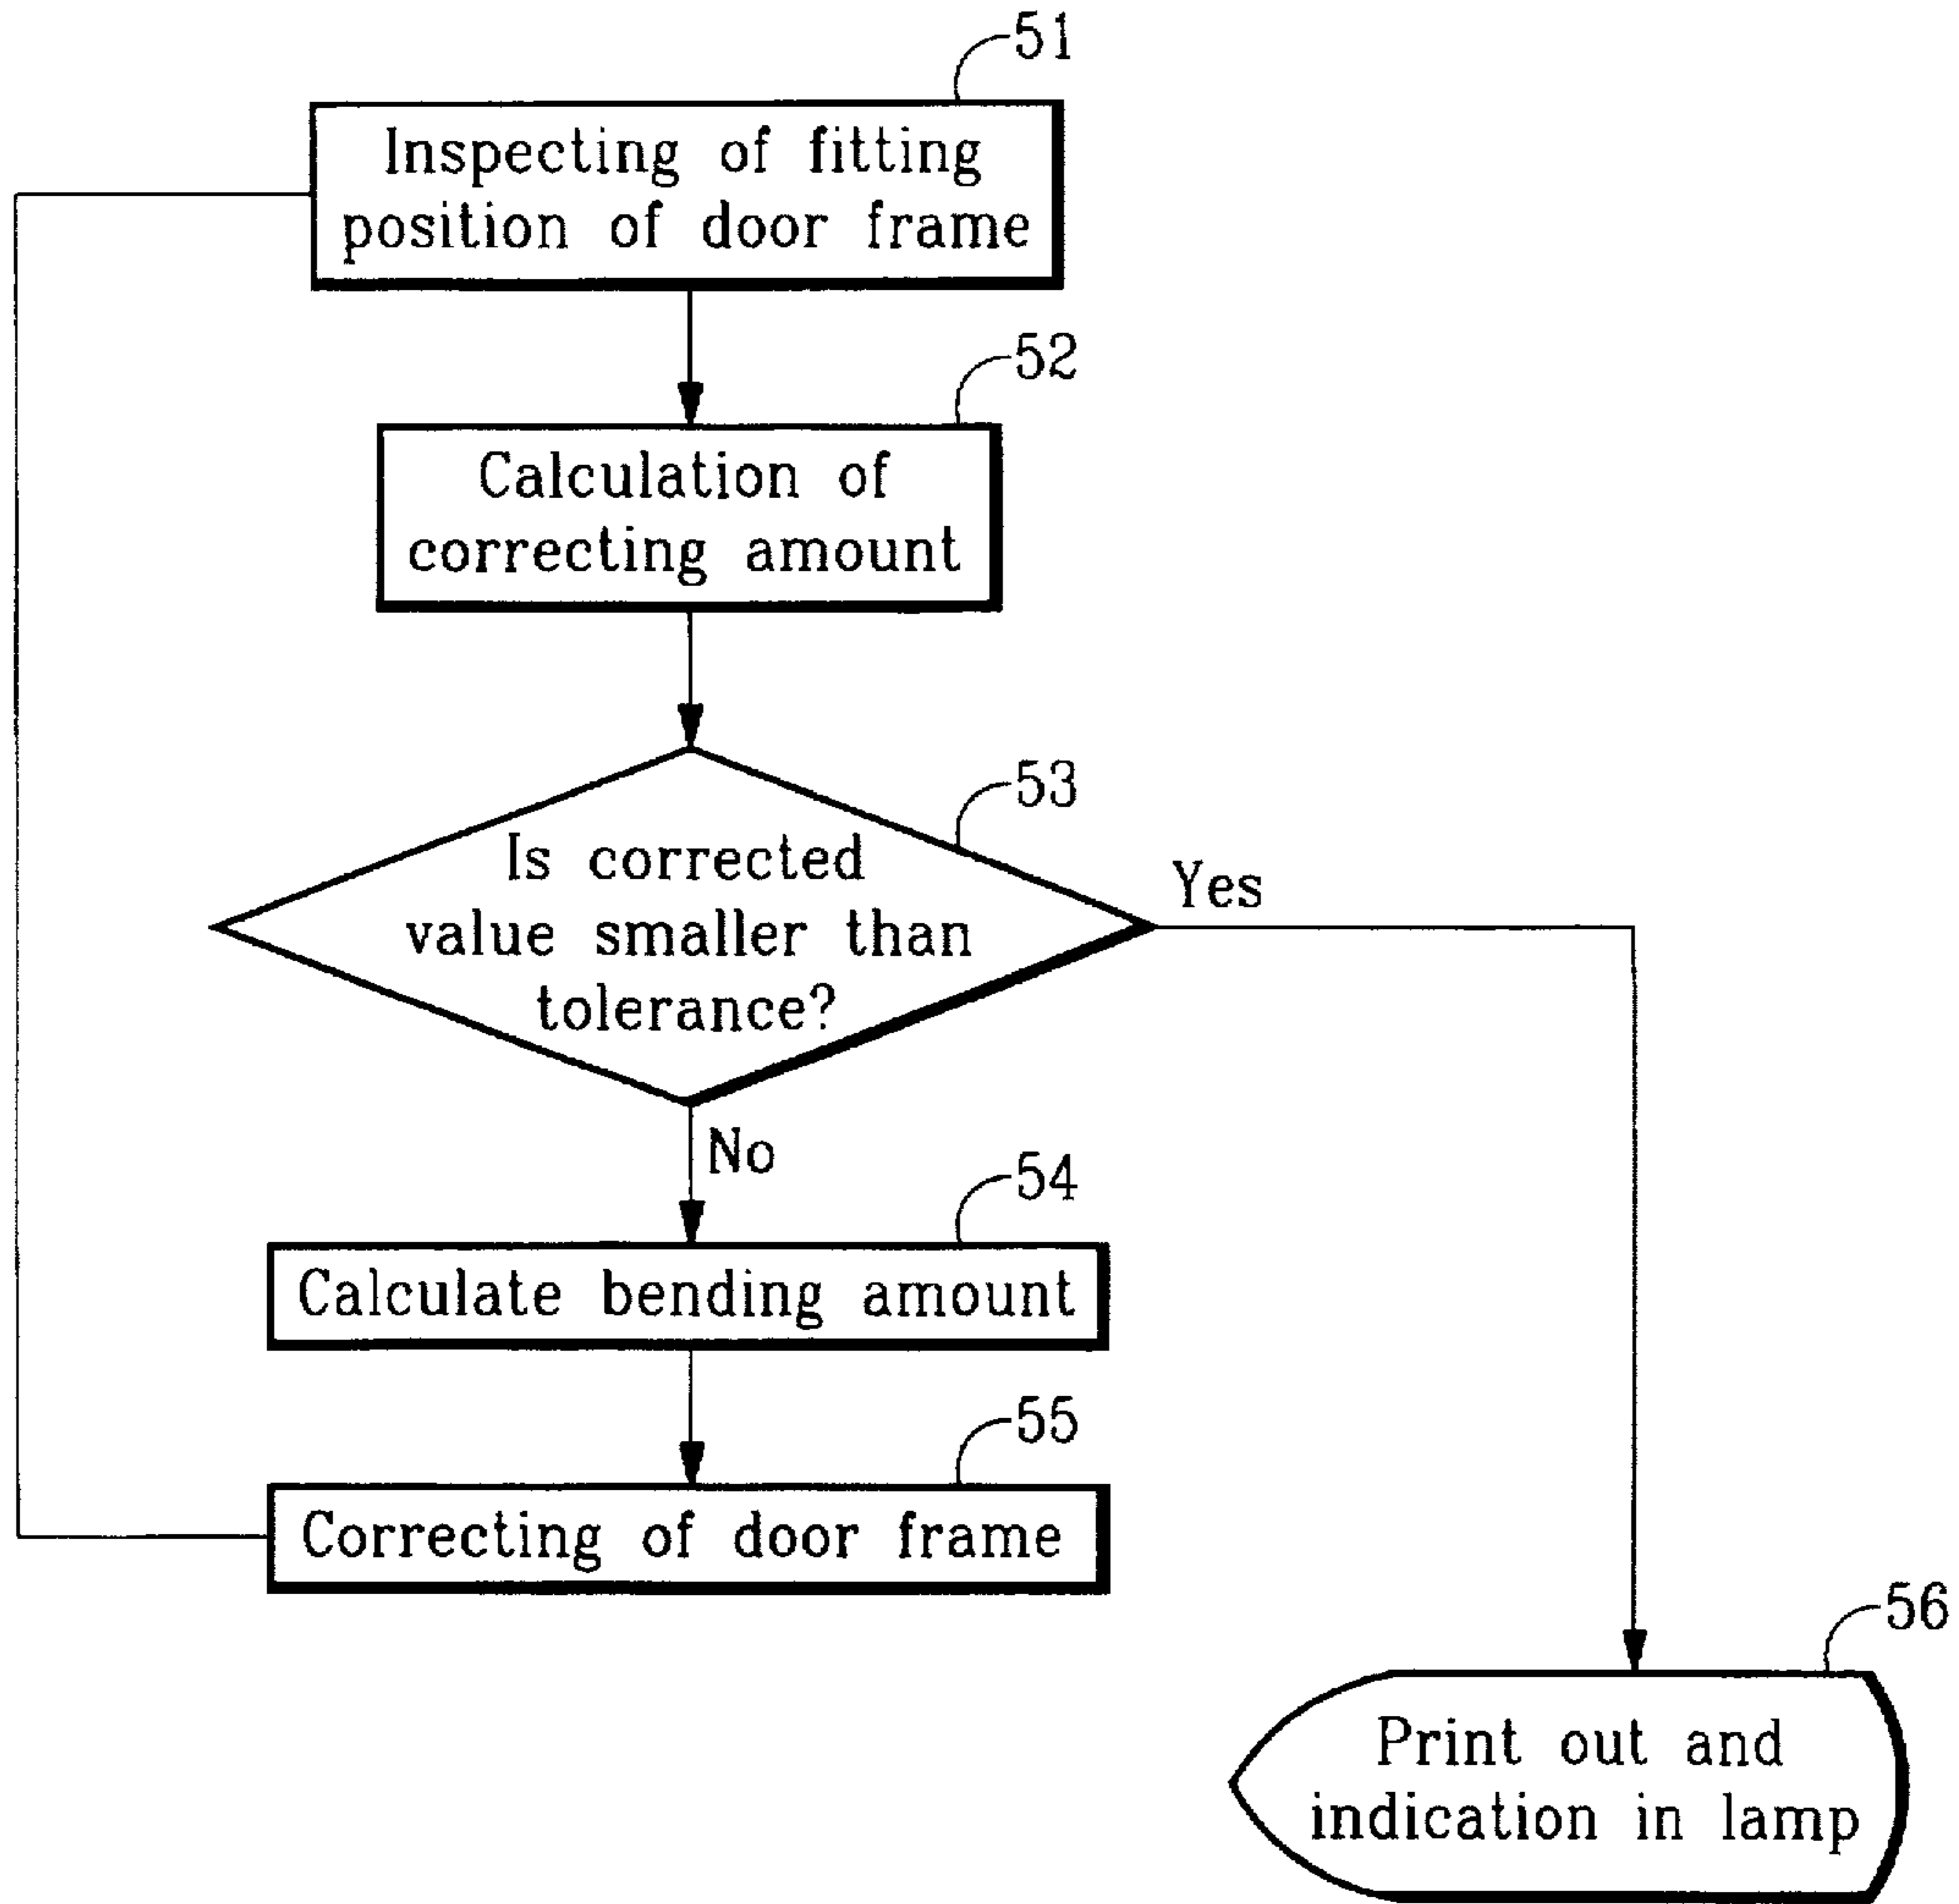 51
Inspecting of fitting
position of door frame
52
Calculation of
correcting amount
53
Is corrected
value smaller than
tolerance?
Yes
No
54
Calculate bending amount
55
Correcting of door frame
56
Print out and
indication in lamp